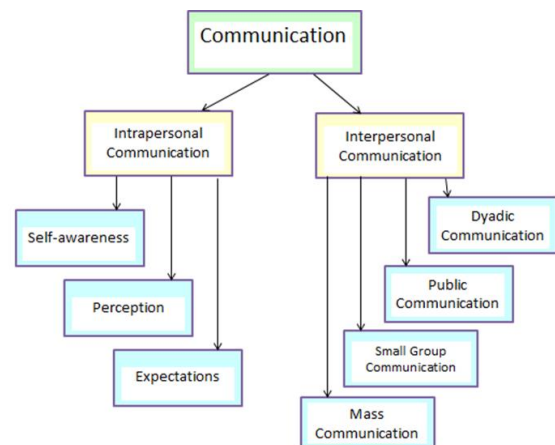 Communication
Intrapersonal
Communication
Interpersonal
Communication
Self-awareness
Perception
Expectations
Dyadic
Communication
Public
Communication
Small Group
Communication
Mass
Communication